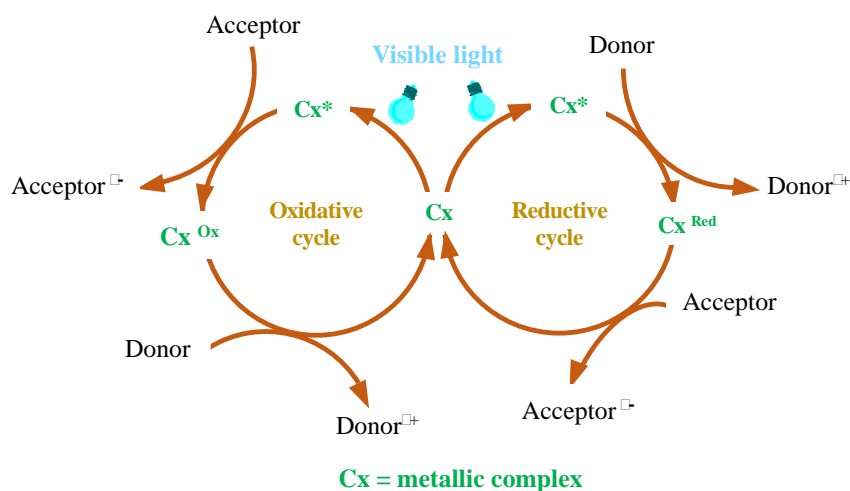 Acceptor
Visible light
Donor
Cx*
Cx*
Acceptor □-
Donor□+
Cx Ox
Oxidative
cycle
Cx
Reductive
cycle
Cx Red
Acceptor
Donor
Donor□+
Acceptor □-
Cx = metallic complex